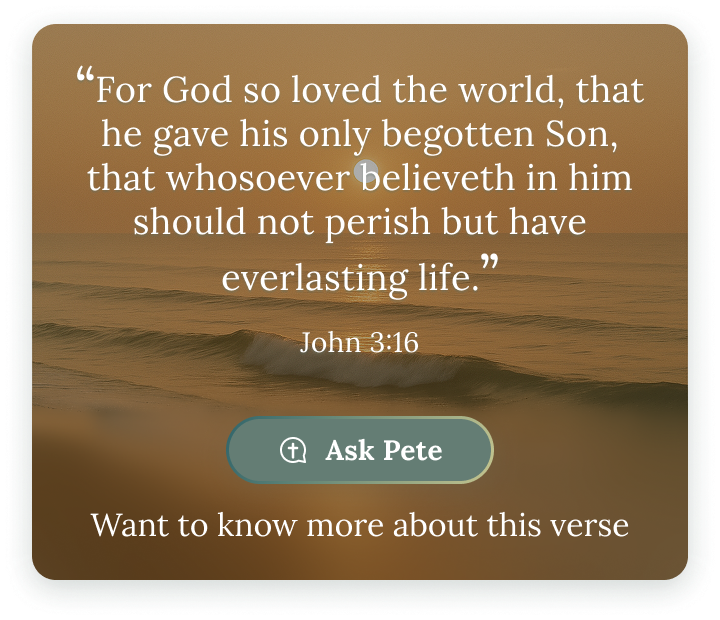 “For God so loved the world, that
he gave his only begotten Son,
that whosoever believeth in him
should not perish but have
everlasting life.”
John 3:16
Ask Pete
Want to know more about this verse